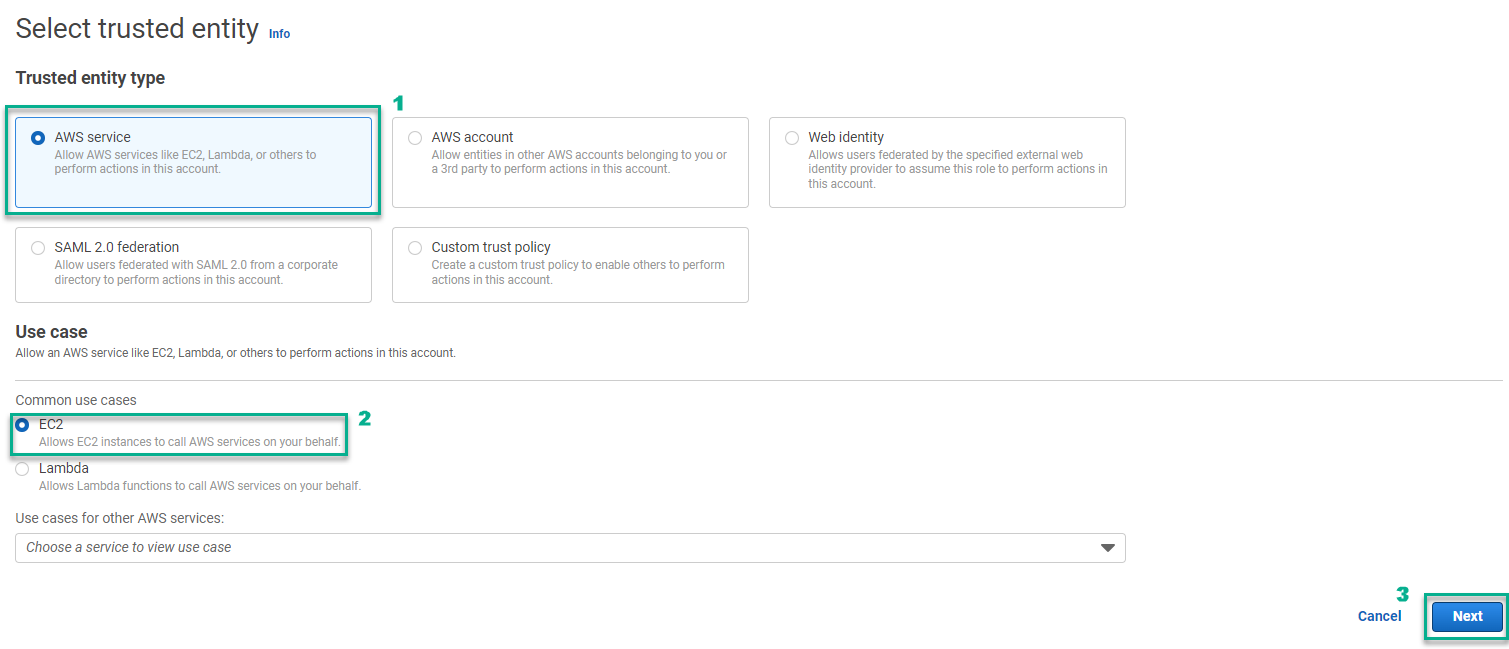 Select trusted entity Info
Trusted entity type
1
AWS service
Allow AWS services like EC2, Lambda, or others to
perform actions in this account.
AWS account
Allow entities in other AWS accounts belonging to you or
a 3rd party to perform actions in this account.
Web identity
Allows users federated by the specified external web
identity provider to assume this role to perform actions in
this account.
SAML 2.0 federation
Allow users federated with SAML 2.0 from a corporate
directory to perform actions in this account.
Custom trust policy
Create a custom trust policy to enable others to perform
actions in this account.
Use case
Allow an AWS service like EC2, Lambda, or others to perform actions in this account.
Common use cases
EC2
2
Allows EC2 instances to call AWS services on your behalf.
Lambda
Allows Lambda functions to call AWS services on your behalf.
Use cases for other AWS services:
Choose a service to view use case
3
Cancel
Next